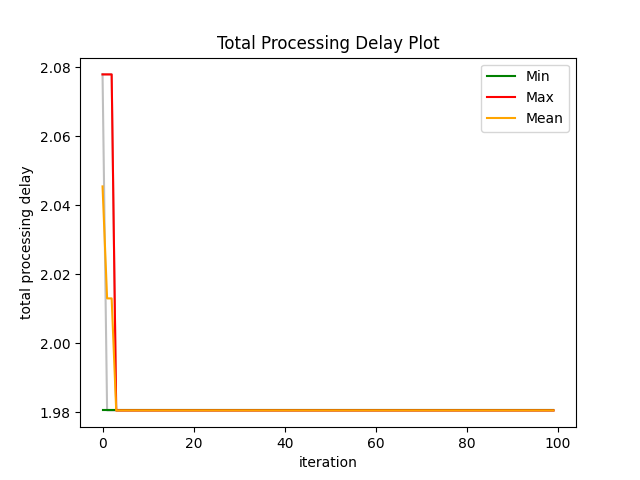 Total Processing Delay Plot
total processing delay
2.08
2.06
2.04
2.02
2.00
1.98
Min
Max
Mean
0 20 40 60 80 100
iteration